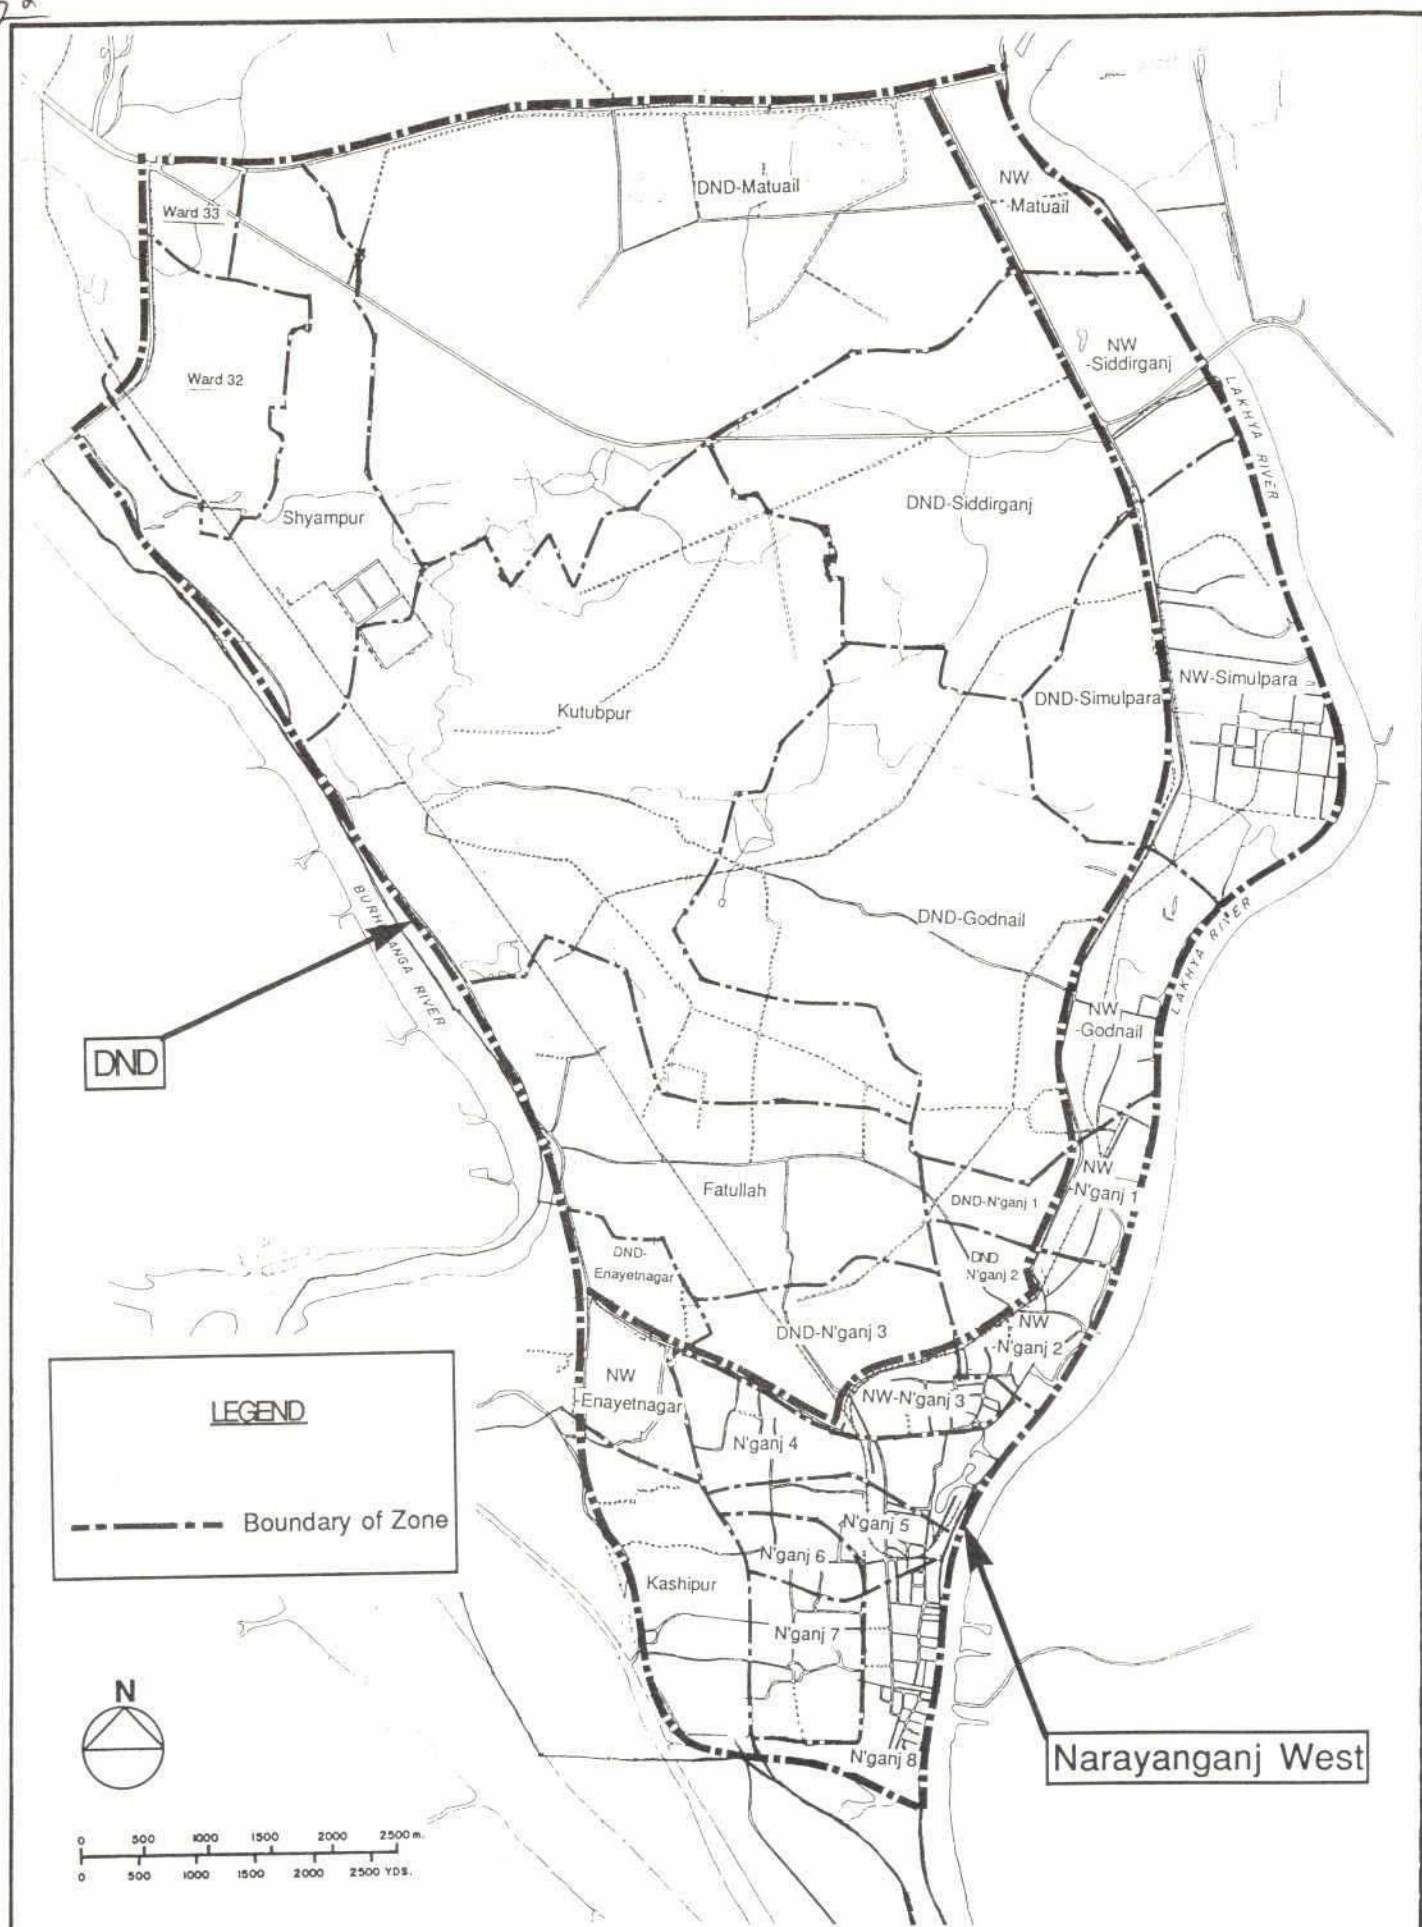 DND-Matuail
NW
-Matuail
Ward 33
NW
-Siddirganj
Ward 32
LAKHYA RIVER
DND-Siddirganj
Shyampur
NW-Simulpara
DND-Simulpara
Kutubpur
DND-Godnail
LAKHYA RIVER
BURH
ANGA RIVER
NW
-Godnail
DND
NW
-N'ganj 1
Fatullah
DND-N'ganj 1
DND-
Enayetnagar
DND
N'ganj 2
NW
-N'ganj 2
DND-N'ganj 3
NW
-Enayetnagar
NW-N'ganj 3
LEGEND
N'ganj 4
Boundary of Zone
N'ganj 5
N'ganj 6
Kashipur
N'ganj 7
N
N'ganj 8
Narayanganj West
0 500 1000 1500 2000 2500 m.
0 500 1000 1500 2000 2500 YDS.